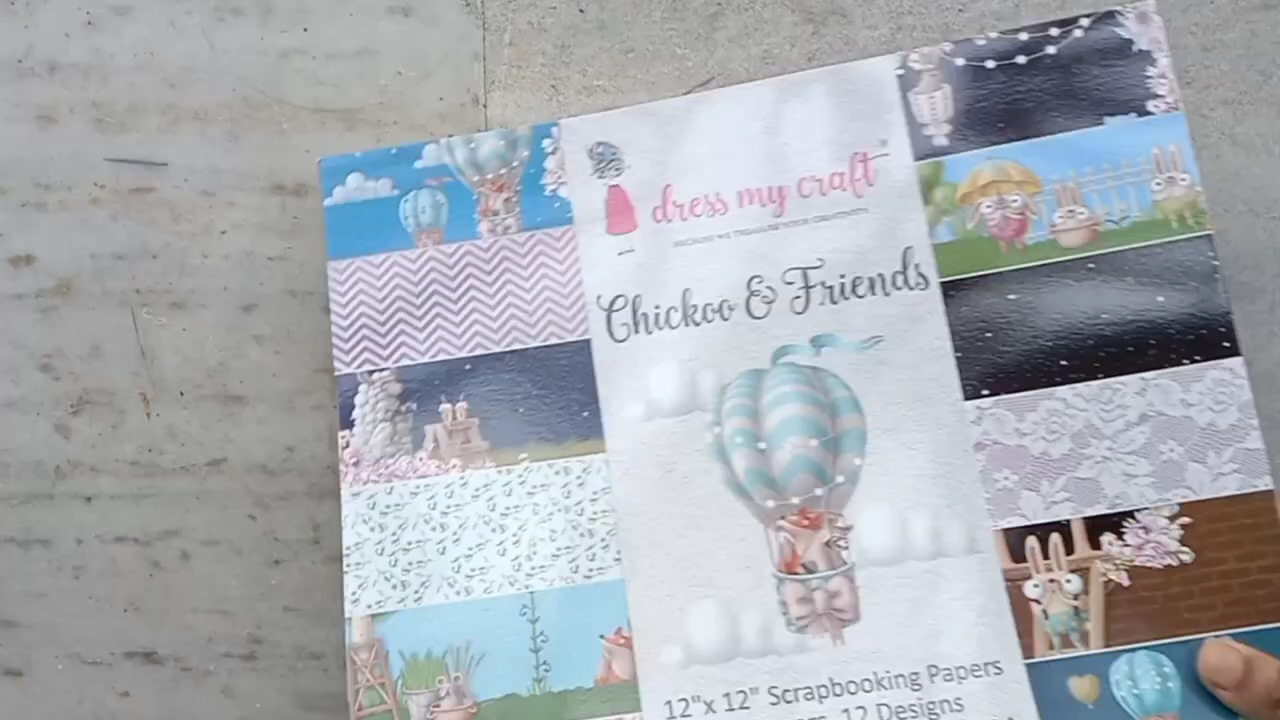 dress my craft
Chickoo & Friends
12"x 12" Scrapbooking Papers
12 Designs